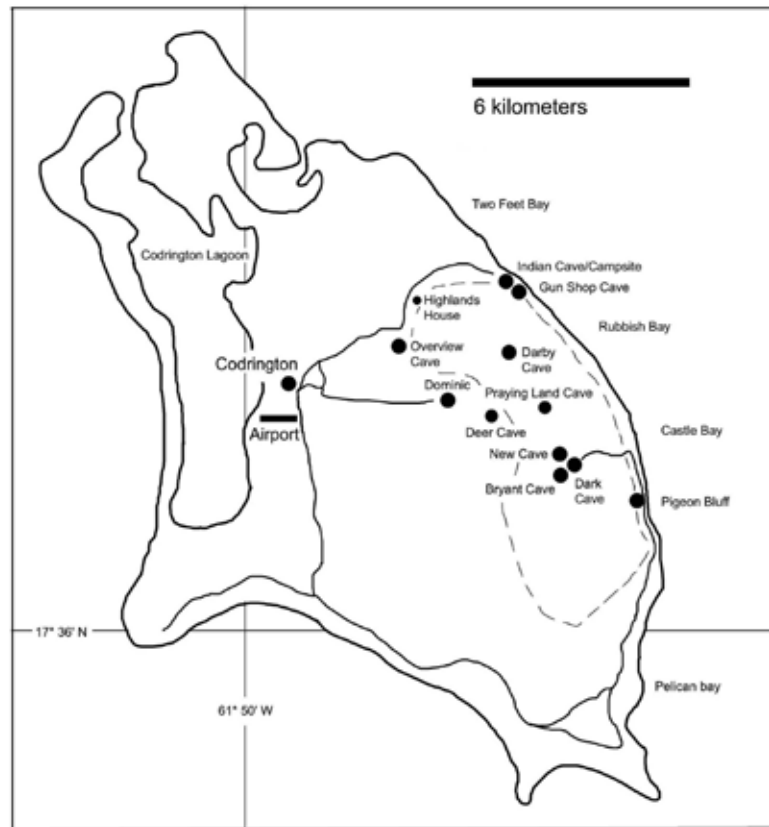 6 kilometers
Two Feet Bay
Codrington Lagoon
Indian Cave/Campsite
Gun Shop Cave
Highlands
House
Rubbish Bay
Overview
Cave
Darby
Cave
Codrington
Dominic
Praying Land Cave
Airport
Deer Cave
Castle Bay
New Cave
Bryant Cave
Dark
Cave
Pigeon Bluff
17° 36' N
Pelican bay
61° 50' W